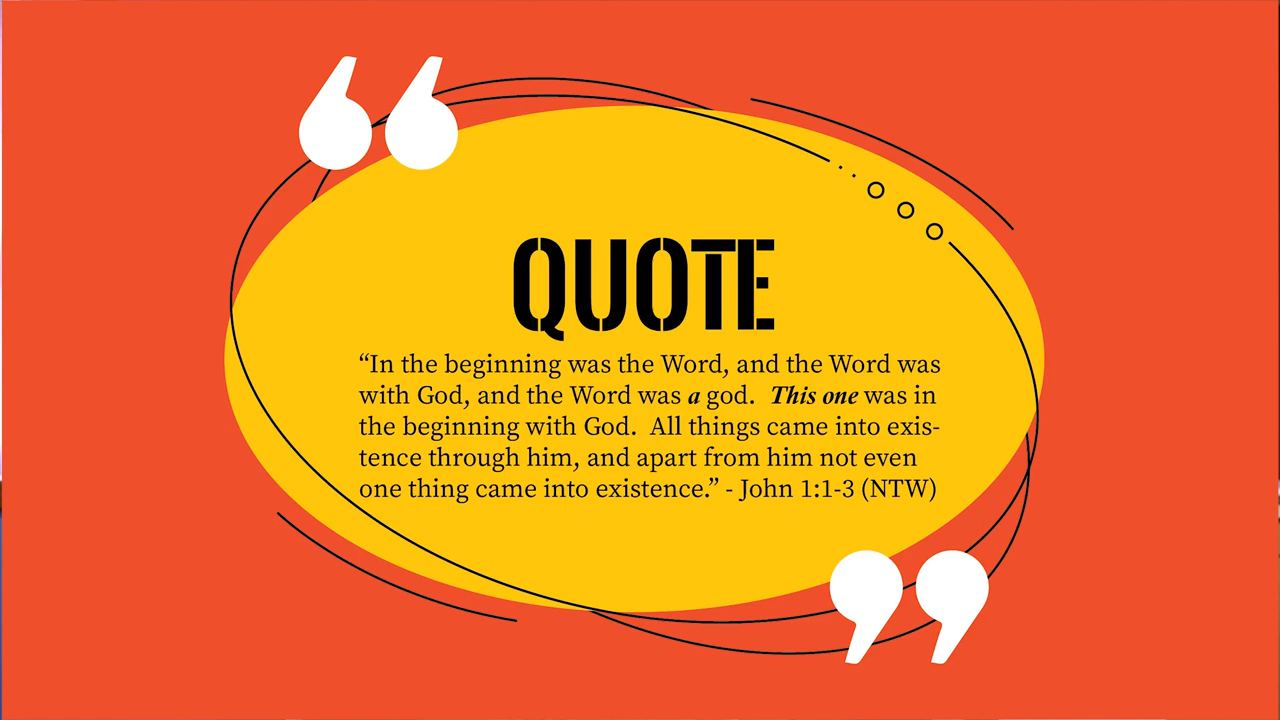 QUOTE
“In the beginning was the Word, and the Word was
with God, and the Word was a god.  This one was in
the beginning with God.  All things came into exis-
tence through him, and apart from him not even
one thing came into existence.” - John 1:1-3 (NTW)